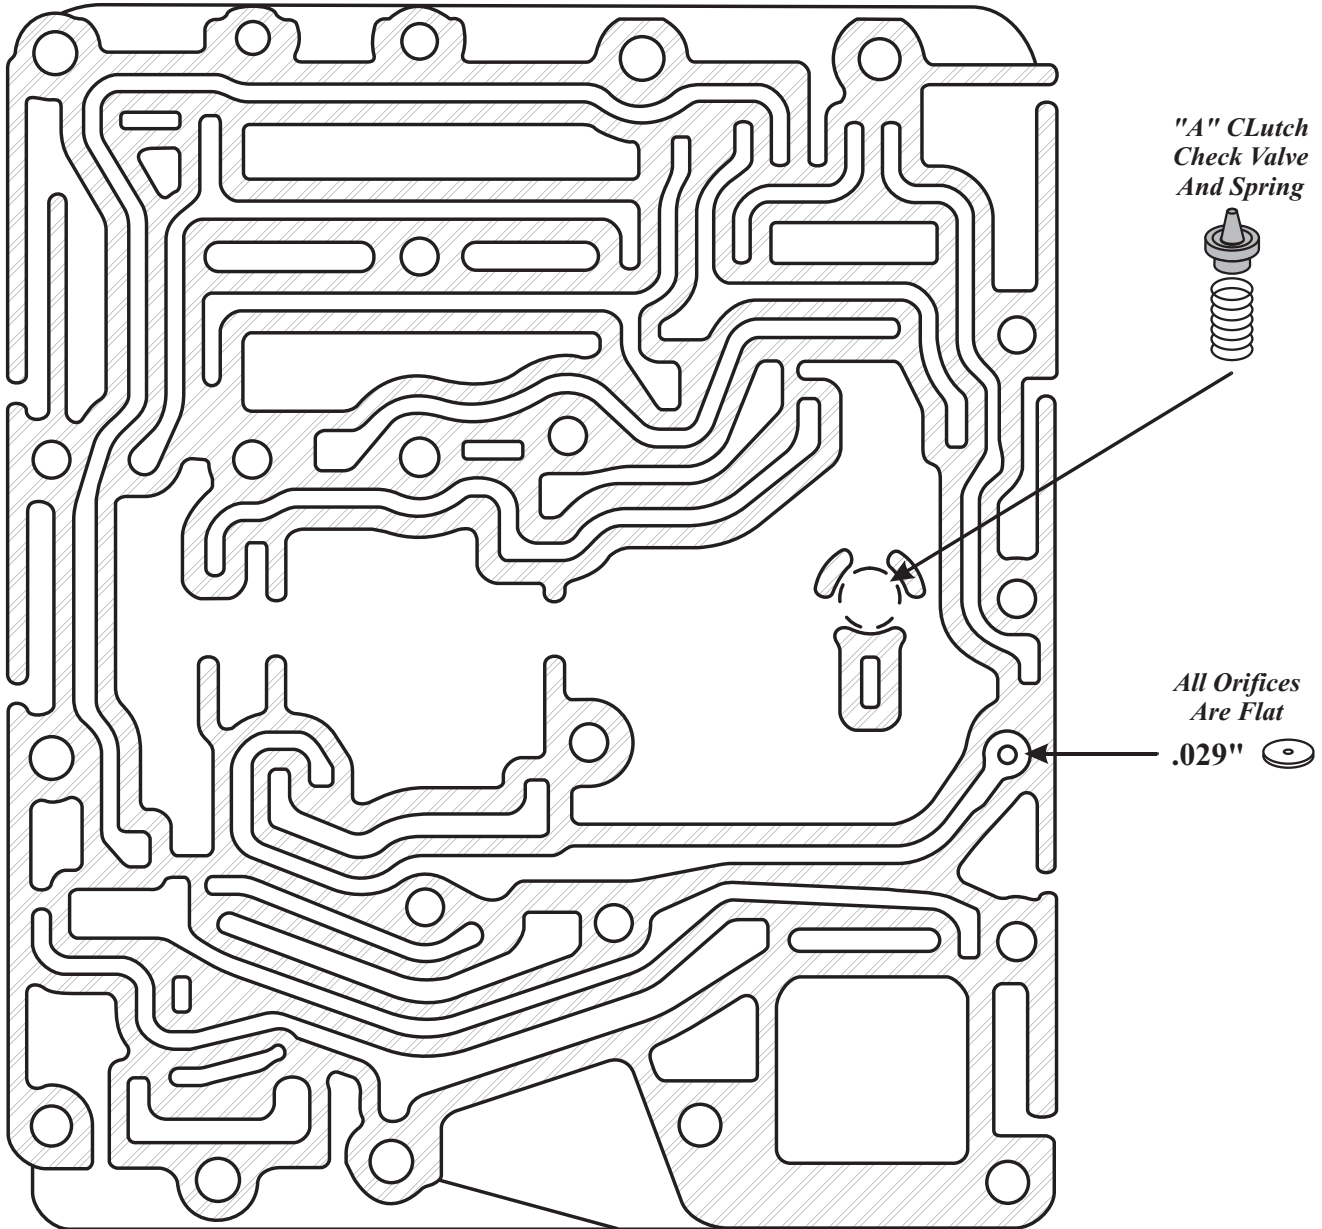 "A" CLutch
Check Valve
And Spring
All Orifices
Are Flat
.029"